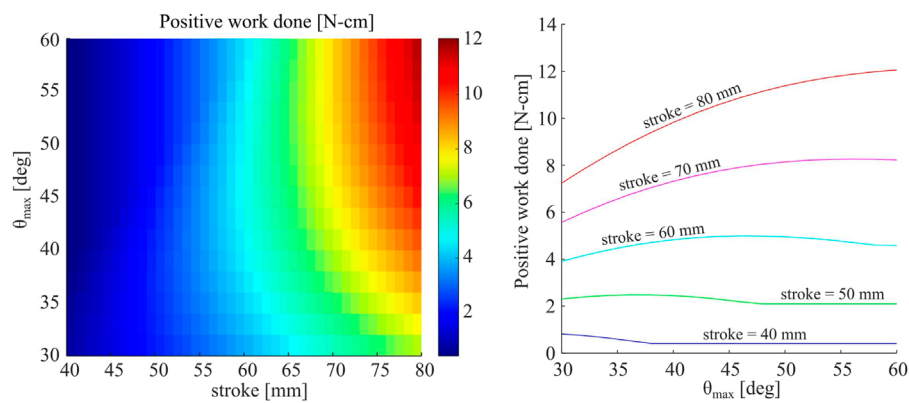 Positive work done [N-cm]
60
55
50
45
40
35
30
θmax [deg]
40 45 50 55 60 65 70 75 80
stroke [mm]
12
10
8
6
4
2
14
12
10
8
6
4
2
0
Positive work done [N-cm]
stroke = 80 mm
stroke = 70 mm
stroke = 60 mm
stroke = 50 mm
stroke = 40 mm
30 35 40 45 50 55 60
θmax [deg]